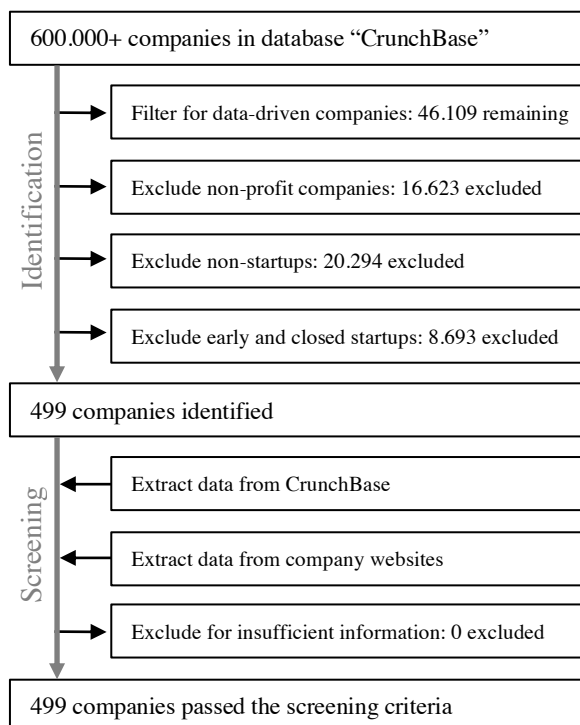 600.000+ companies in database “CrunchBase”
Identification
Filter for data-driven companies: 46.109 remaining
Exclude non-profit companies: 16.623 excluded
Exclude non-startups: 20.294 excluded
Exclude early and closed startups: 8.693 excluded
499 companies identified
Screening
Extract data from CrunchBase
Extract data from company websites
Exclude for insufficient information: 0 excluded
499 companies passed the screening criteria